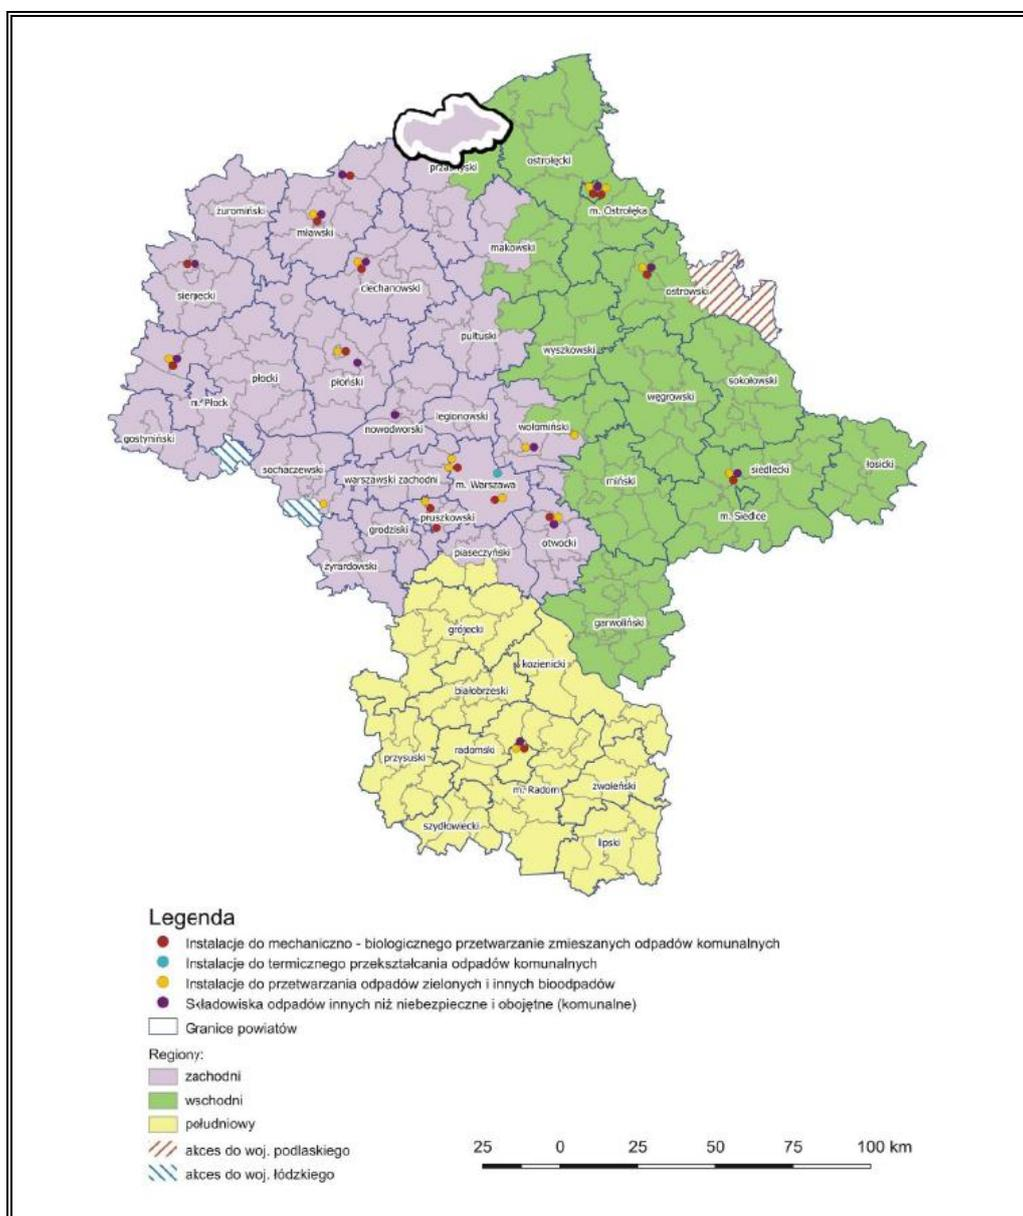 ostrołęcki
m. Ostrołęka
żuromiński
mławski
makowski
ciechanowski
ostrowski
sierpecki
pułtuski
wyszkowski
sokołowski
płocki
płoński
węgrowski
m. Płock
legionowski
nowodworski
wołomiński
gostyniński
sochaczewski
siedlecki
łosicki
warszawski zachodni
m. Warszawa
miński
pruszkowski
m. Siedlce
grodziski
otwocki
piaseczyński
żyrardowski
garwoliński
grójecki
kozienicki
białobrzeski
radomski
przysuski
m. Radom
zwoleński
szydłowiecki
lipski
Legenda
Instalacje do mechaniczno - biologicznego przetwarzanie zmieszanych odpadów komunalnych
Instalacje do termicznego przekształcania odpadów komunalnych
Instalacje do przetwarzania odpadów zielonych i innych bioodpadów
Składowiska odpadów innych niż niebezpieczne i obojętne (komunalne)
Granice powiatów
Regiony:
zachodni
wschodni
południowy
akces do woj. podlaskiego
akces do woj. łódzkiego
25 0 25 50 75 100 km